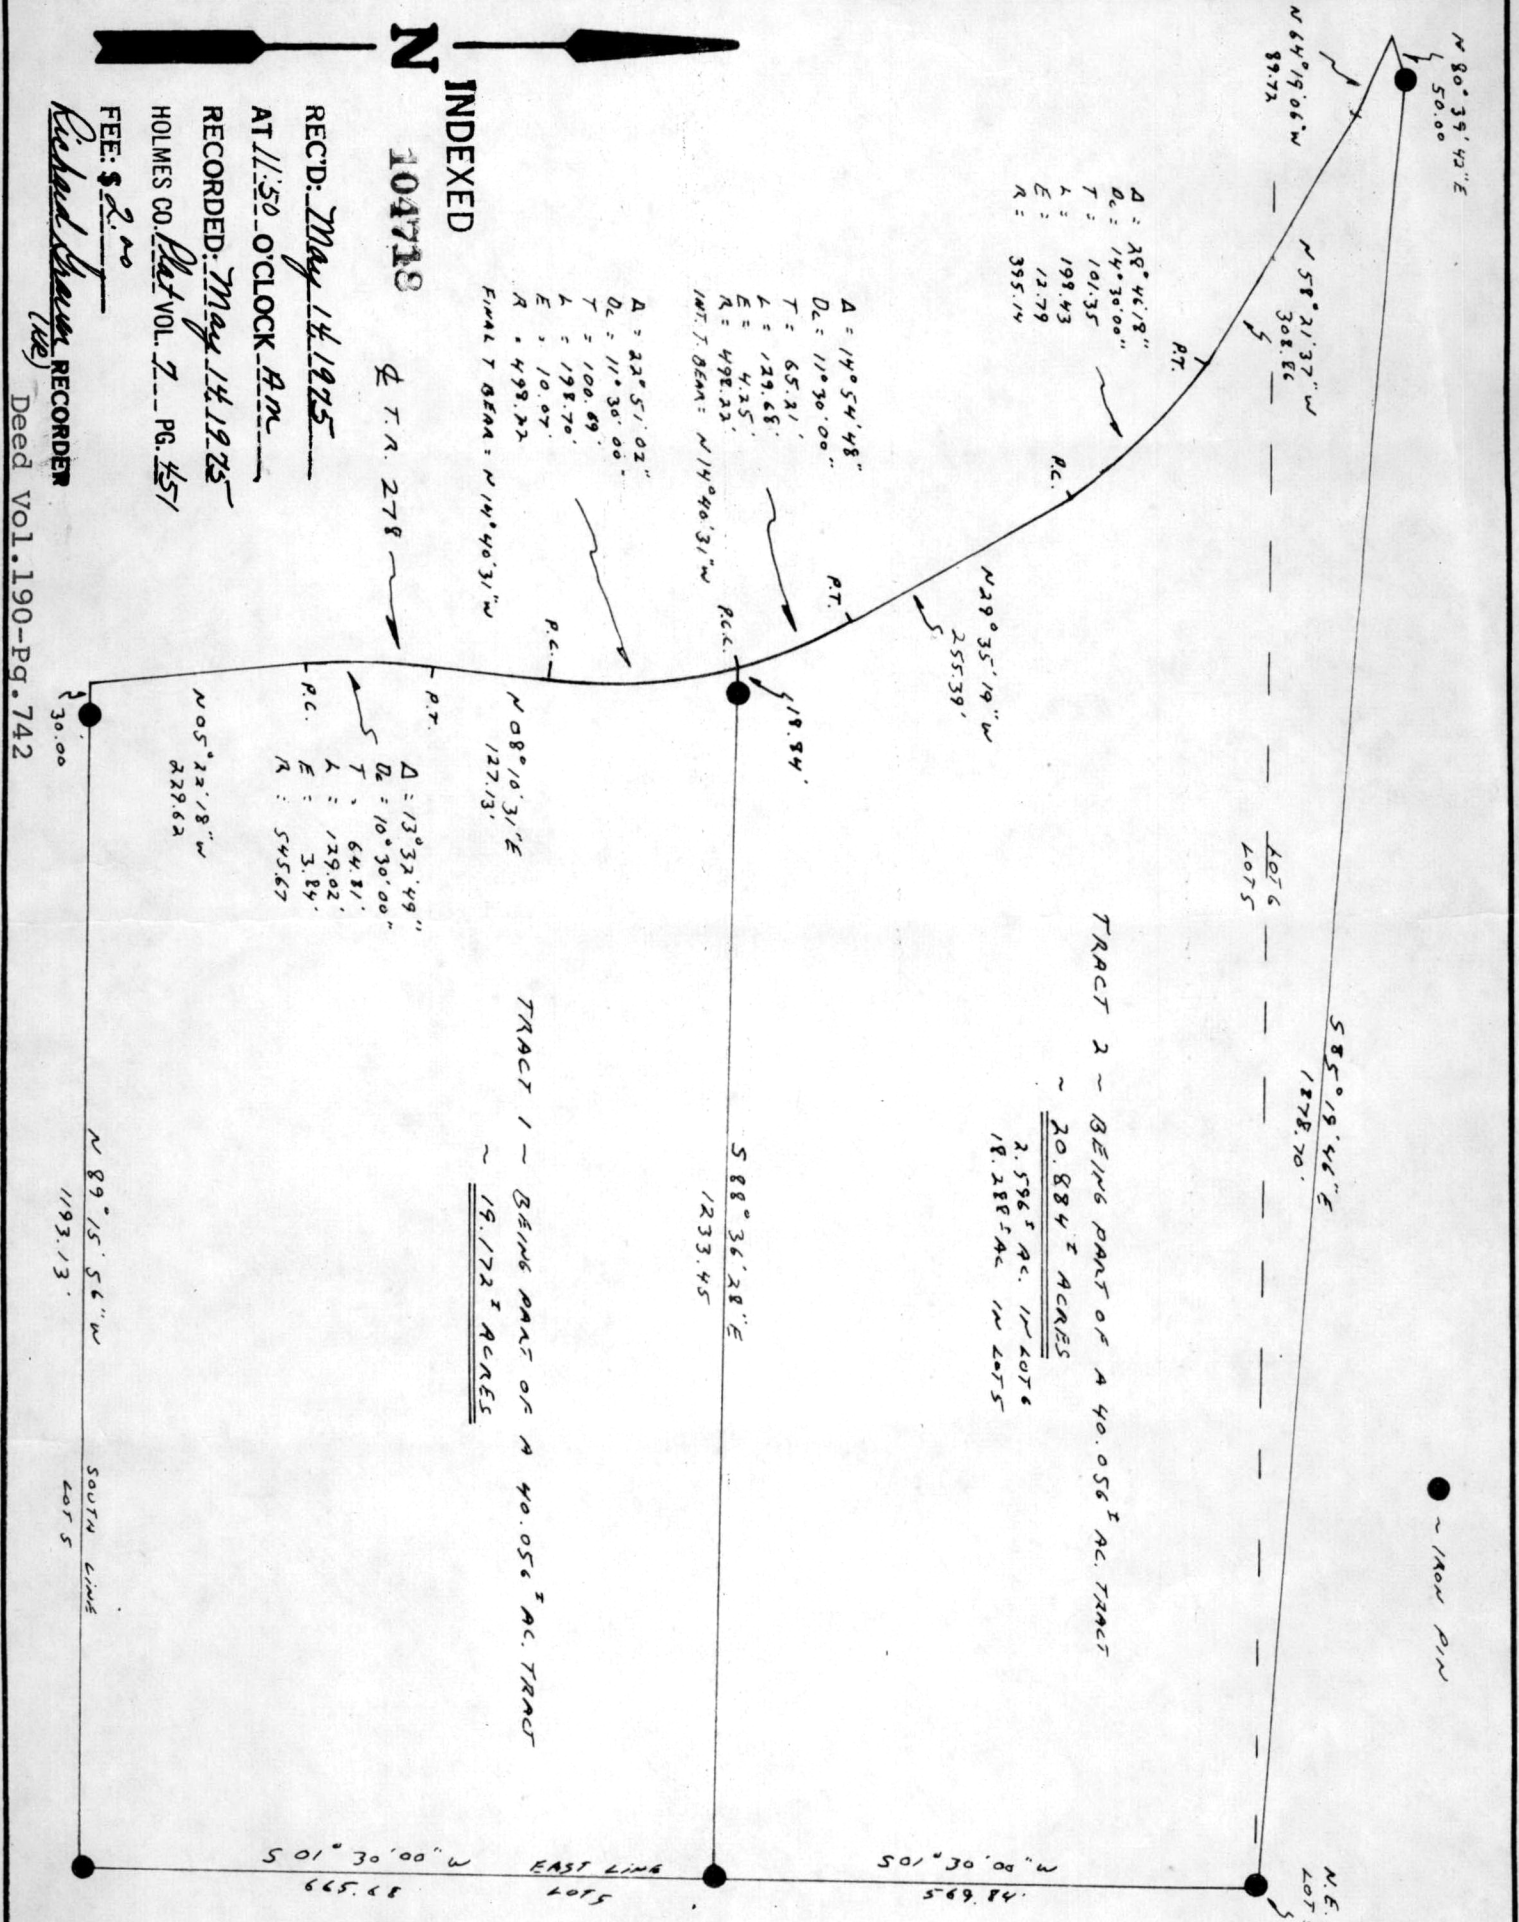 N 80° 39' 42" E
50.00
N 64° 19' 06" W
89.72
N 58° 21' 37" W
308.86
Δ = 28° 46' 18"
Dc = 14° 30' 00"
T = 101.35
L = 198.43
E = 12.79
R = 395.14
P.T.
P.C.
N 29° 35' 19" W
255.39'
Δ = 14° 54' 48"
Dc = 11° 30' 00"
T = 65.21'
L = 129.68'
E = 4.25'
R = 498.22'
INT. T. BEAR = N 14° 40' 31" W
P.T.
P.C.C.
18.84'
Δ = 22° 51' 02"
Dc = 11° 30' 00"
T = 100.69'
L = 198.70'
E = 10.07'
R = 498.22
FINAL T BEAR = N 14° 40' 31" W
P.C.
N 08° 10' 31" E
127.13'
℄ T.R. 278
P.T.
Δ = 13° 32' 49"
Dc = 10° 30' 00"
T = 64.81'
L = 129.02'
E = 3.84'
R = 545.67
P.C.
N 05° 22' 18" W
229.62
30.00
LOT 6
LOT 5
S 85° 19' 46" E
1278.70'
TRACT 2 ~ BEING PART OF A 40.056± AC. TRACT
~ 20.884± ACRES
2.596± AC. IN LOT 6
18.288± AC IN LOT 5
S 88° 36' 28" E
1233.45
TRACT 1 ~ BEING PART OF A 40.056± AC. TRACT
~ 19.172± ACRES
N 89° 15' 56" W
1193.13'
SOUTH LINE
LOT 5
● ~ IRON PIN
N.E.
LOT
S 01° 30' 00" W
569.84'
EAST LINE
LOT 5
S 01° 30' 00" W
665.68
N
INDEXED
104718
REC'D: May 14 1975
AT 11:50 O'CLOCK AM
RECORDED: May 14 1975
HOLMES CO. Plat VOL. 7 PG. 451
FEE: $ 2.00
Richard RECORDER
Deed Vol.190-Pg.742